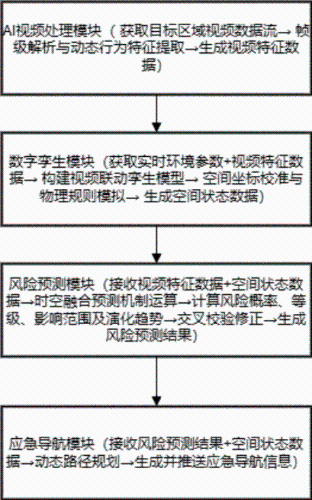 AI视频处理模块（ 获取目标区域视频数据流→ 帧
级解析与动态行为特征提取→生成视频特征数
据）
数字孪生模块（获取实时环境参数+视频特征数
据→ 构建视频联动孪生模型→ 空间坐标校准与
物理规则模拟→ 生成空间状态数据）
风险预测模块（接收视频特征数据+空间状态数
据→时空融合预测机制运算→计算风险概率、等
级、影响范围及演化趋势→交叉校验修正→生成
风险预测结果）
应急导航模块（接收风险预测结果+空间状态数
据→动态路径规划→生成并推送应急导航信息）